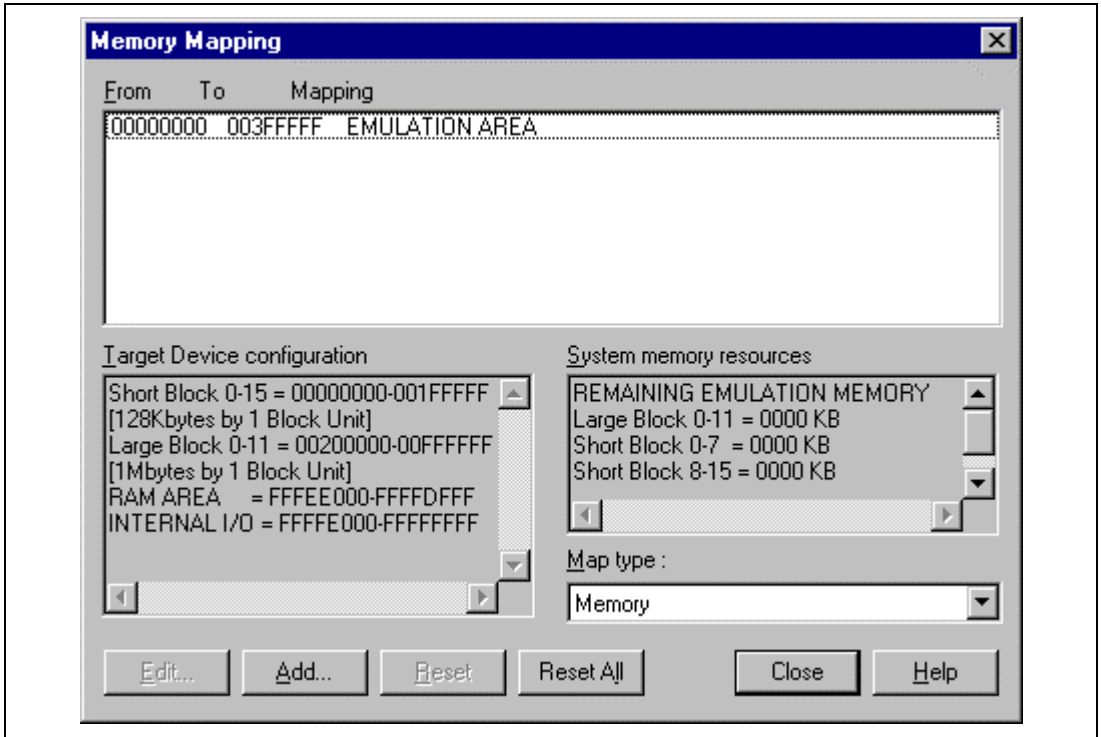 Memory Mapping
From To Mapping
00000000 003FFFFF EMULATION AREA
Target Device configuration
Short Block 0-15 = 00000000-001FFFFF
[128Kbytes by 1 Block Unit]
Large Block 0-11 = 00200000-00FFFFFF
[1Mbytes by 1 Block Unit]
RAM AREA = FFFEE000-FFFFDFFF
INTERNAL I/O = FFFFE000-FFFFFFFF
System memory resources
REMAINING EMULATION MEMORY
Large Block 0-11 = 0000 KB
Short Block 0-7 = 0000 KB
Short Block 8-15 = 0000 KB
Map type :
Memory
Edit... Add... Reset Reset All Close Help